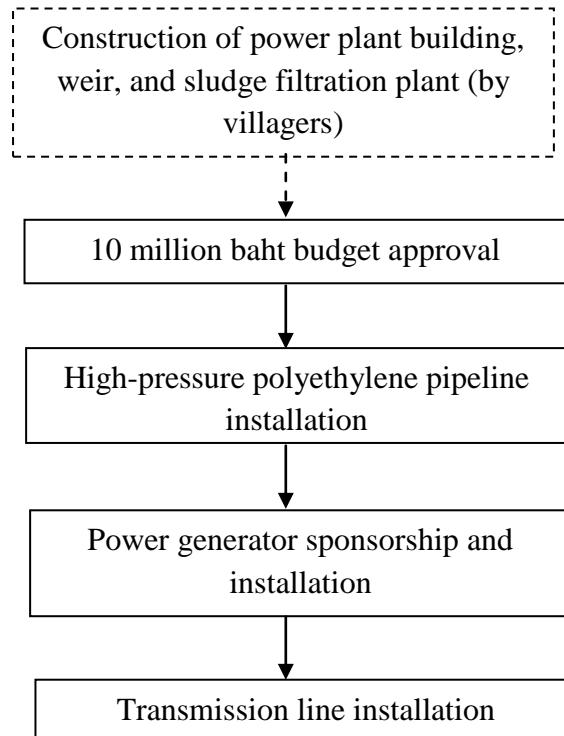 Construction of power plant building,
weir, and sludge filtration plant (by
villagers)
10 million baht budget approval
High-pressure polyethylene pipeline
installation
Power generator sponsorship and
installation
Transmission line installation